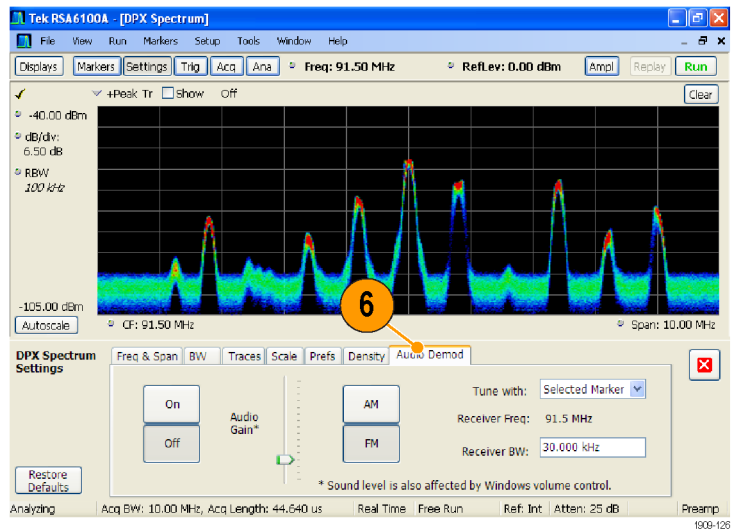 Tek RSA6100A - [DPX Spectrum]
File View Run Markers Setup Tools Window Help
Displays Markers Settings Trig Acq Ana Freq: 91.50 MHz RefLev: 0.00 dBm Ampl Replay Run
+Peak Tr Show Off Clear
-40.00 dBm
dB/div:
6.50 dB
RBW
100 kHz
-105.00 dBm
Autoscale CF: 91.50 MHz Span: 10.00 MHz
6
DPX Spectrum
Settings
Freq & Span BW Traces Scale Prefs Density Audio Demod
On
Off
Audio
Gain*
AM
FM
Tune with: Selected Marker
Receiver Freq: 91.5 MHz
Receiver BW: 30.000 kHz
* Sound level is also affected by Windows volume control.
Restore
Defaults
Analyzing Acq BW: 10.00 MHz, Acq Length: 44.640 us Real Time Free Run Ref: Int Atten: 25 dB Preamp
1909-126